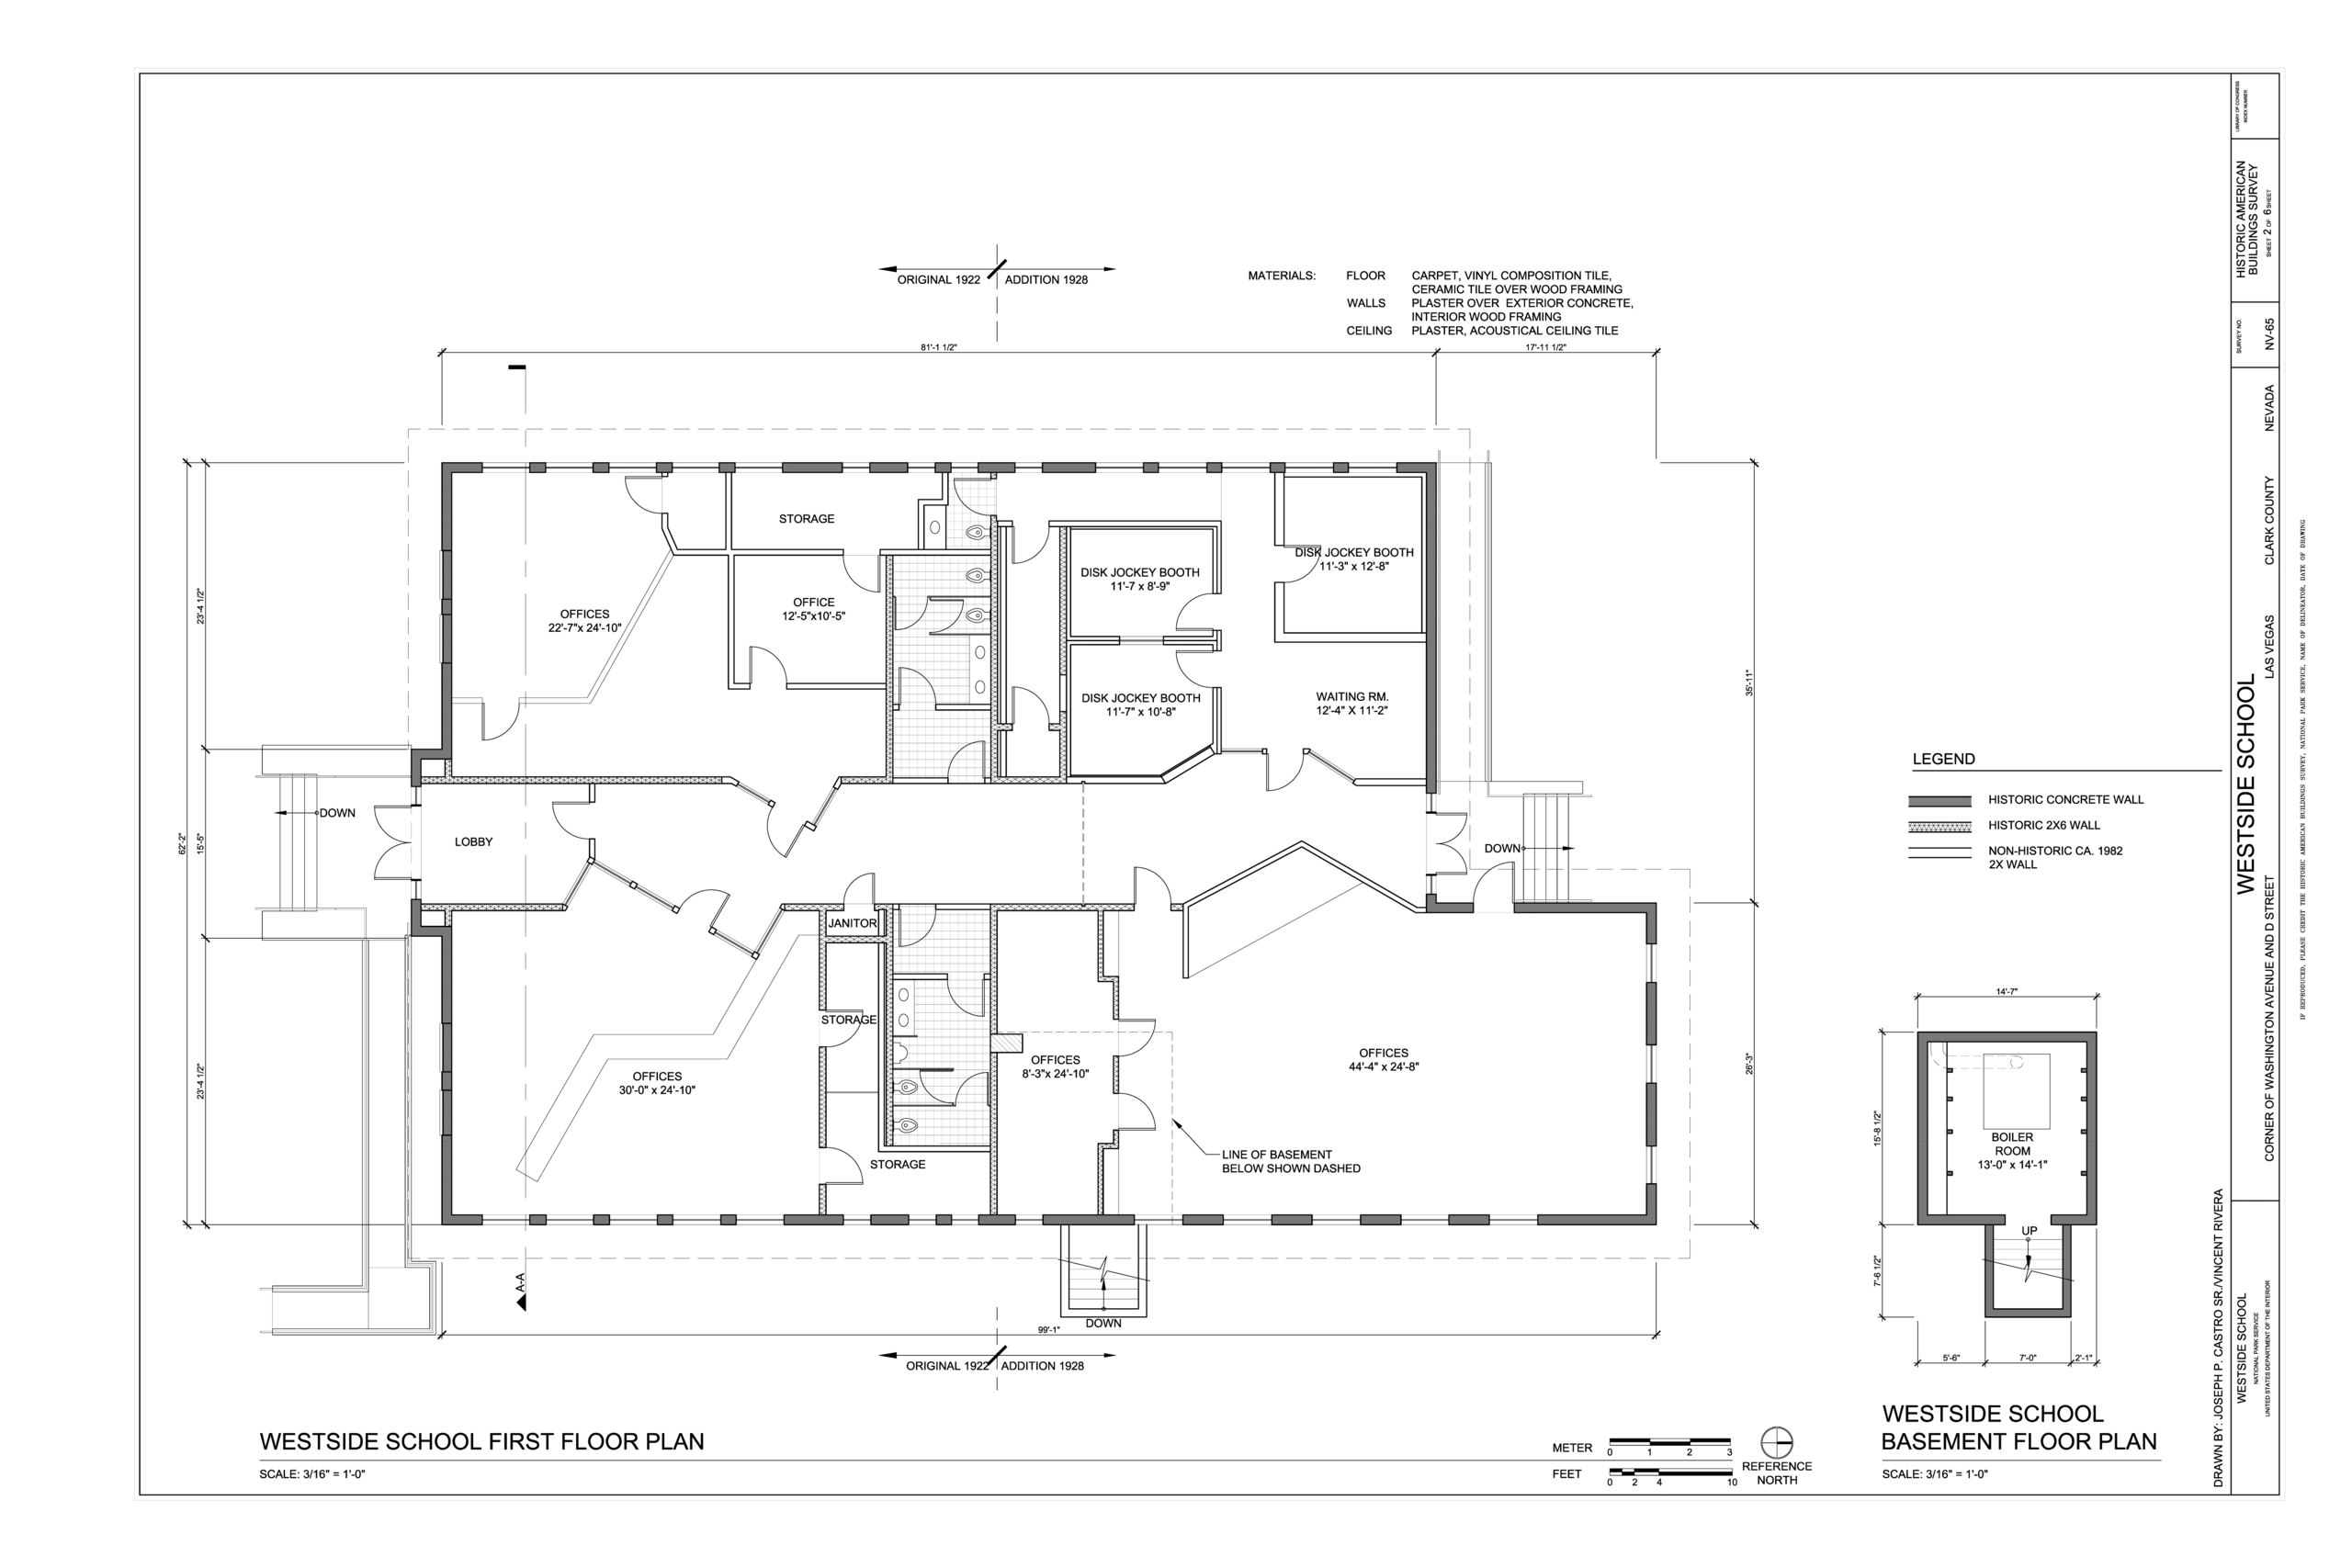 ORIGINAL 1922
ADDITION 1928
MATERIALS:
FLOOR
CARPET, VINYL COMPOSITION TILE,
CERAMIC TILE OVER WOOD FRAMING
WALLS
PLASTER OVER EXTERIOR CONCRETE,
INTERIOR WOOD FRAMING
CEILING
PLASTER, ACOUSTICAL CEILING TILE
81'-1 1/2"
17'-11 1/2"
62'-2"
23'-4 1/2"
15'-5"
23'-4 1/2"
35'-11"
26'-3"
STORAGE
OFFICES
22'-7"x 24'-10"
OFFICE
12'-5"x10'-5"
DISK JOCKEY BOOTH
11'-7 x 8'-9"
DISK JOCKEY BOOTH
11'-3" x 12'-8"
DISK JOCKEY BOOTH
11'-7" x 10'-8"
WAITING RM.
12'-4" X 11'-2"
DOWN
LOBBY
DOWN
JANITOR
STORAGE
OFFICES
30'-0" x 24'-10"
OFFICES
8'-3"x 24'-10"
OFFICES
44'-4" x 24'-8"
STORAGE
LINE OF BASEMENT
BELOW SHOWN DASHED
A-A
DOWN
99'-1"
ORIGINAL 1922
ADDITION 1928
LEGEND
HISTORIC CONCRETE WALL
HISTORIC 2X6 WALL
NON-HISTORIC CA. 1982
2X WALL
14'-7"
15'-8 1/2"
7'-6 1/2"
BOILER
ROOM
13'-0" x 14'-1"
UP
5'-6"
7'-0"
2'-1"
WESTSIDE SCHOOL FIRST FLOOR PLAN
SCALE: 3/16" = 1'-0"
METER
0 1 2 3
FEET
0 2 4 10
REFERENCE
NORTH
WESTSIDE SCHOOL
BASEMENT FLOOR PLAN
SCALE: 3/16" = 1'-0"
LIBRARY OF CONGRESS
INDEX NUMBER
HISTORIC AMERICAN
BUILDINGS SURVEY
SHEET 2 OF 6 SHEET
SURVEY NO.
NV-65
WESTSIDE SCHOOL
CORNER OF WASHINGTON AVENUE AND D STREET
LAS VEGAS
CLARK COUNTY
NEVADA
DRAWN BY: JOSEPH P. CASTRO SR./VINCENT RIVERA
WESTSIDE SCHOOL
NATIONAL PARK SERVICE
UNITED STATES DEPARTMENT OF THE INTERIOR
IF REPRODUCED, PLEASE CREDIT THE HISTORIC AMERICAN BUILDINGS SURVEY, NATIONAL PARK SERVICE, NAME OF DELINEATOR, DATE OF DRAWING